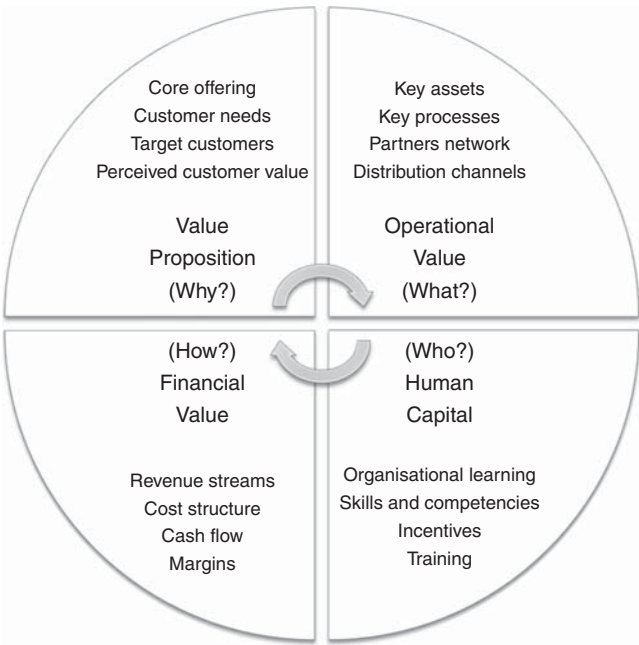 Core offering
Customer needs
Target customers
Perceived customer value
Value
Proposition
(Why?)
Key assets
Key processes
Partners network
Distribution channels
Operational
Value
(What?)
(How?)
Financial
Value
Revenue streams
Cost structure
Cash flow
Margins
(Who?)
Human
Capital
Organisational learning
Skills and competencies
Incentives
Training